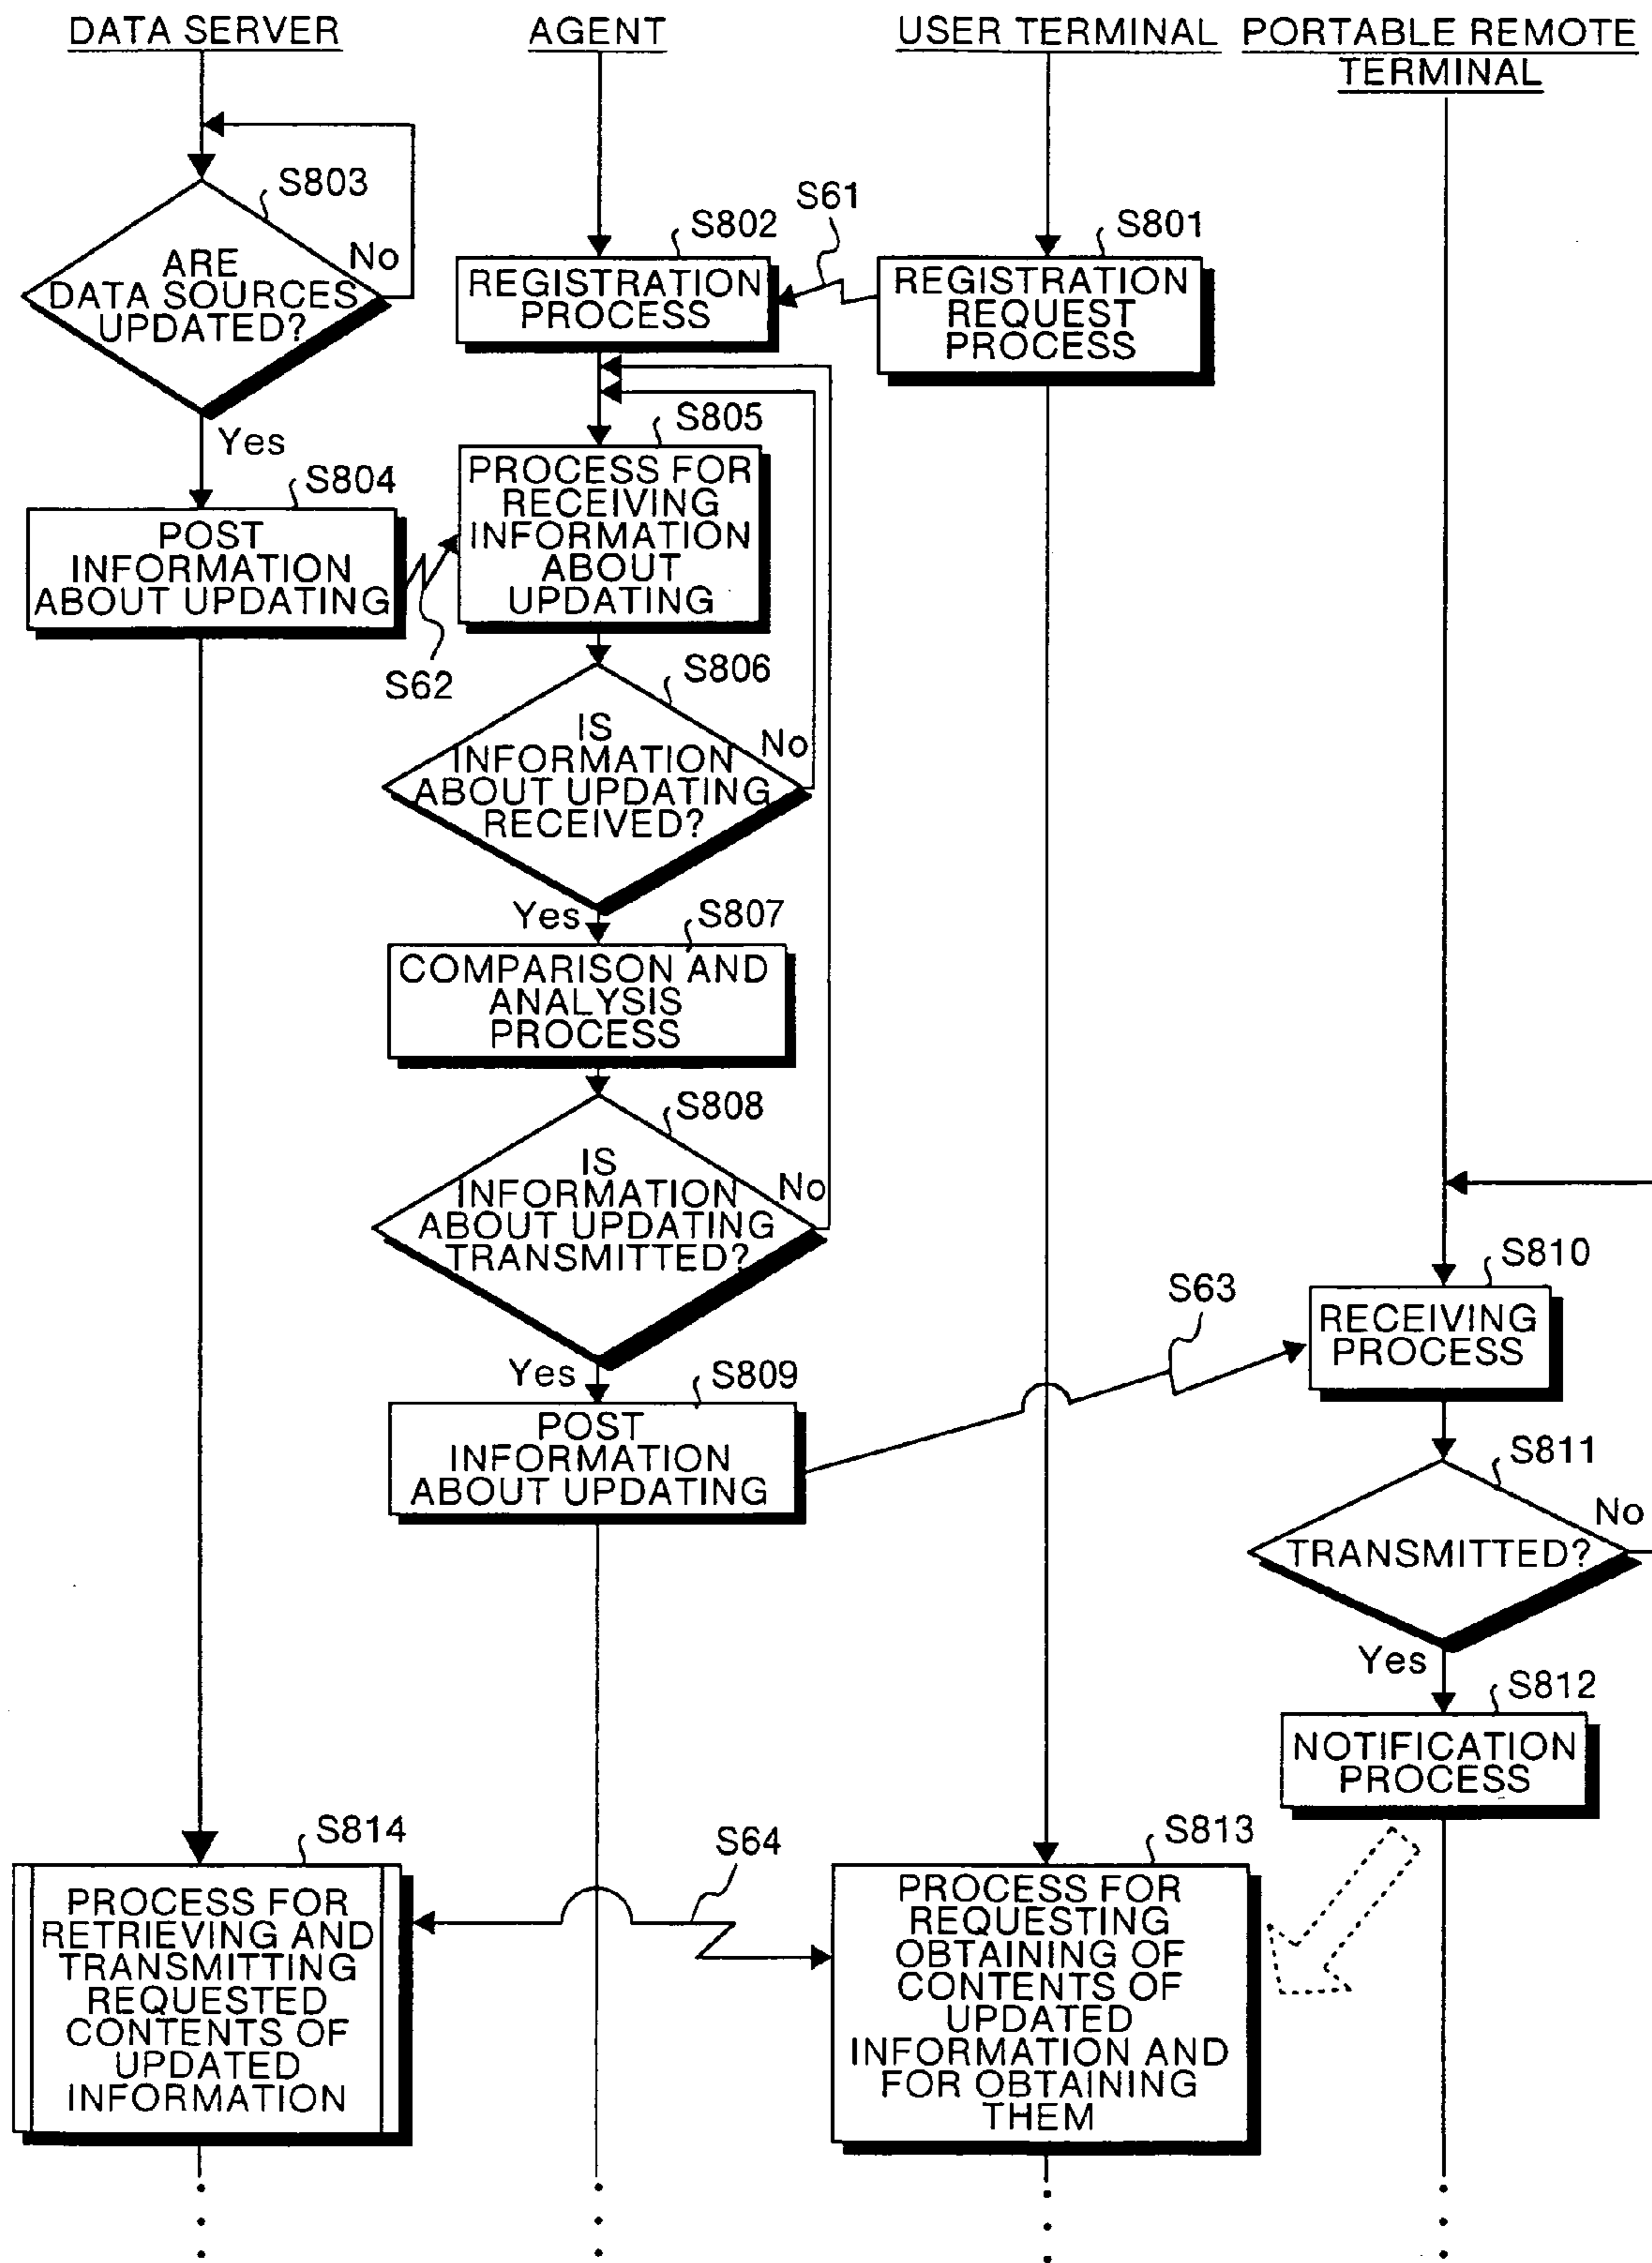 DATA SERVER
AGENT
USER TERMINAL
PORTABLE REMOTE
TERMINAL
S803
ARE
DATA SOURCES
UPDATED?
No
Yes
S802
REGISTRATION
PROCESS
S61
S801
REGISTRATION
REQUEST
PROCESS
S804
POST
INFORMATION
ABOUT UPDATING
S62
S805
PROCESS FOR
RECEIVING
INFORMATION
ABOUT
UPDATING
S806
IS
INFORMATION
ABOUT UPDATING
RECEIVED?
No
Yes
S807
COMPARISON AND
ANALYSIS
PROCESS
S808
IS
INFORMATION
ABOUT UPDATING
TRANSMITTED?
No
Yes
S809
POST
INFORMATION
ABOUT UPDATING
S63
S810
RECEIVING
PROCESS
S811
TRANSMITTED?
No
Yes
S812
NOTIFICATION
PROCESS
S814
PROCESS FOR
RETRIEVING AND
TRANSMITTING
REQUESTED
CONTENTS OF
UPDATED
INFORMATION
S64
S813
PROCESS FOR
REQUESTING
OBTAINING OF
CONTENTS OF
UPDATED
INFORMATION AND
FOR OBTAINING
THEM